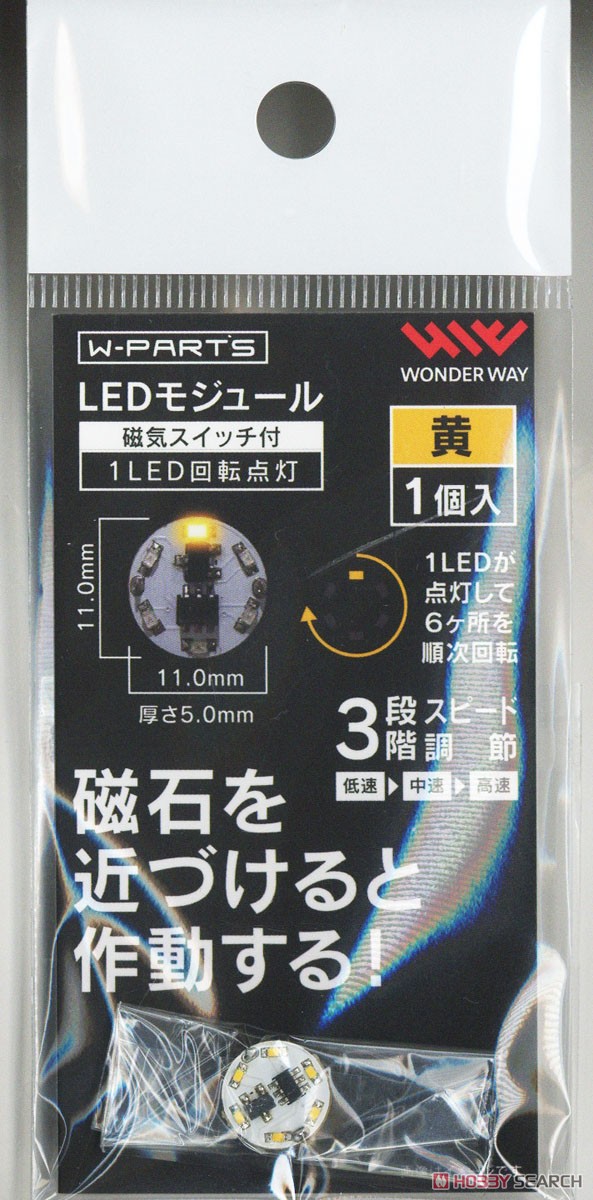 W-PARTS
WONDER WAY
LEDモジュール
磁気スイッチ付
1LED回転点灯
黄
1個入
11.0mm
11.0mm
厚さ5.0mm
1LEDが
点灯して
6ヶ所を
順次回転
3段階スピード調節
低速▶中速▶高速
磁石を
近づけると
作動する!
HOBBY SEARCH